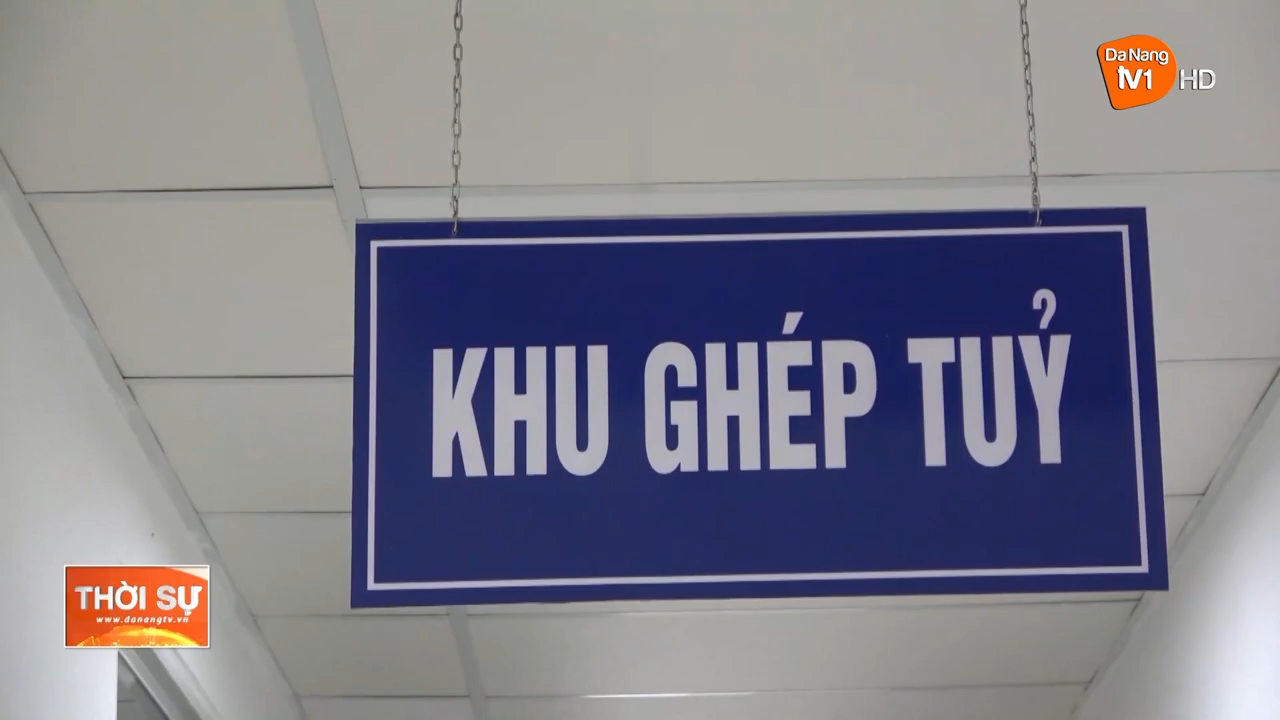 Da Nang
TV1 HD
KHU GHÉP TUỶ
THỜI SỰ
www.danangtv.vn